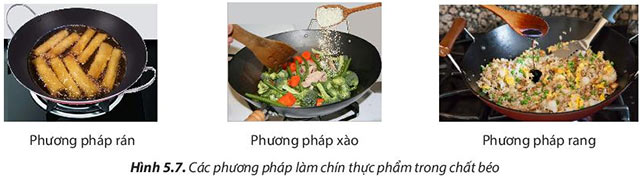 Phương pháp rán
Phương pháp xào
Phương pháp rang
Hình 5.7. Các phương pháp làm chín thực phẩm trong chất béo